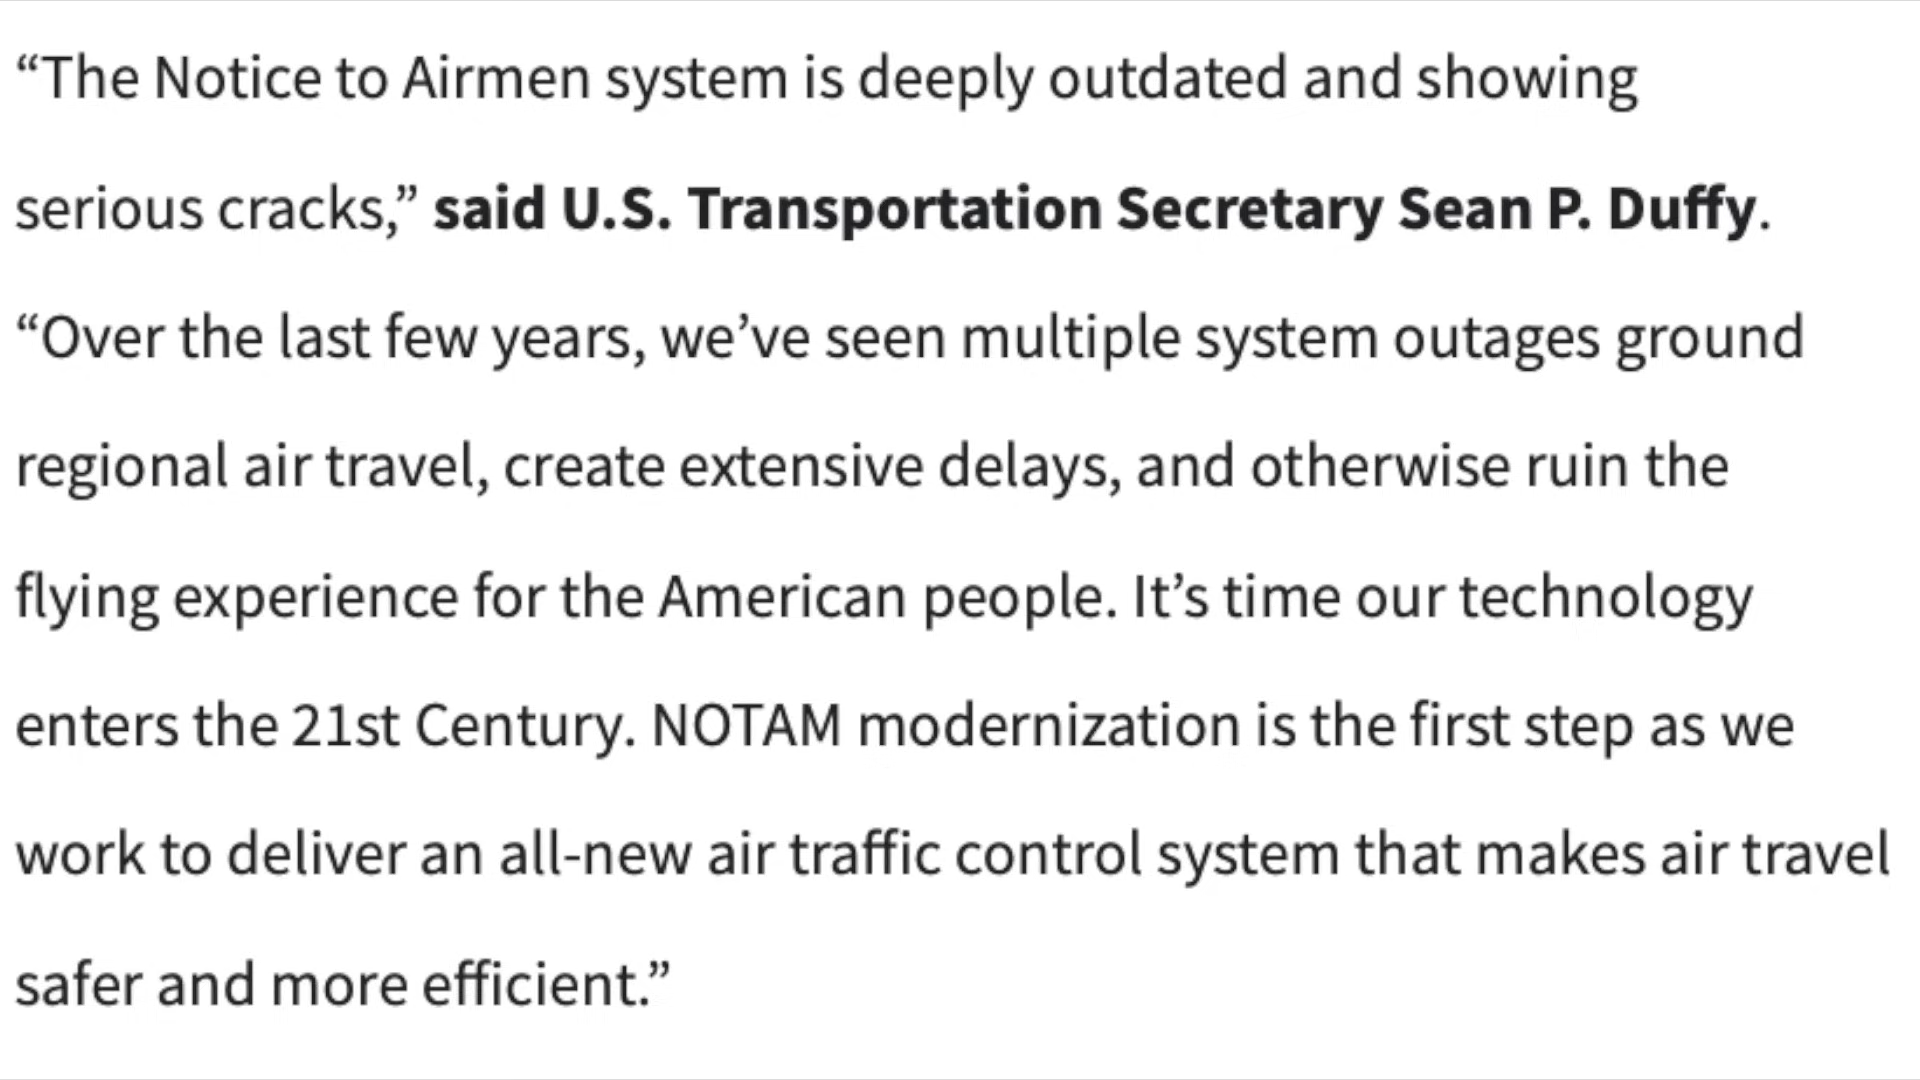 “The Notice to Airmen system is deeply outdated and showing
serious cracks,” said U.S. Transportation Secretary Sean P. Duffy.
“Over the last few years, we’ve seen multiple system outages ground
regional air travel, create extensive delays, and otherwise ruin the
flying experience for the American people. It’s time our technology
enters the 21st Century. NOTAM modernization is the first step as we
work to deliver an all-new air traffic control system that makes air travel
safer and more efficient.”